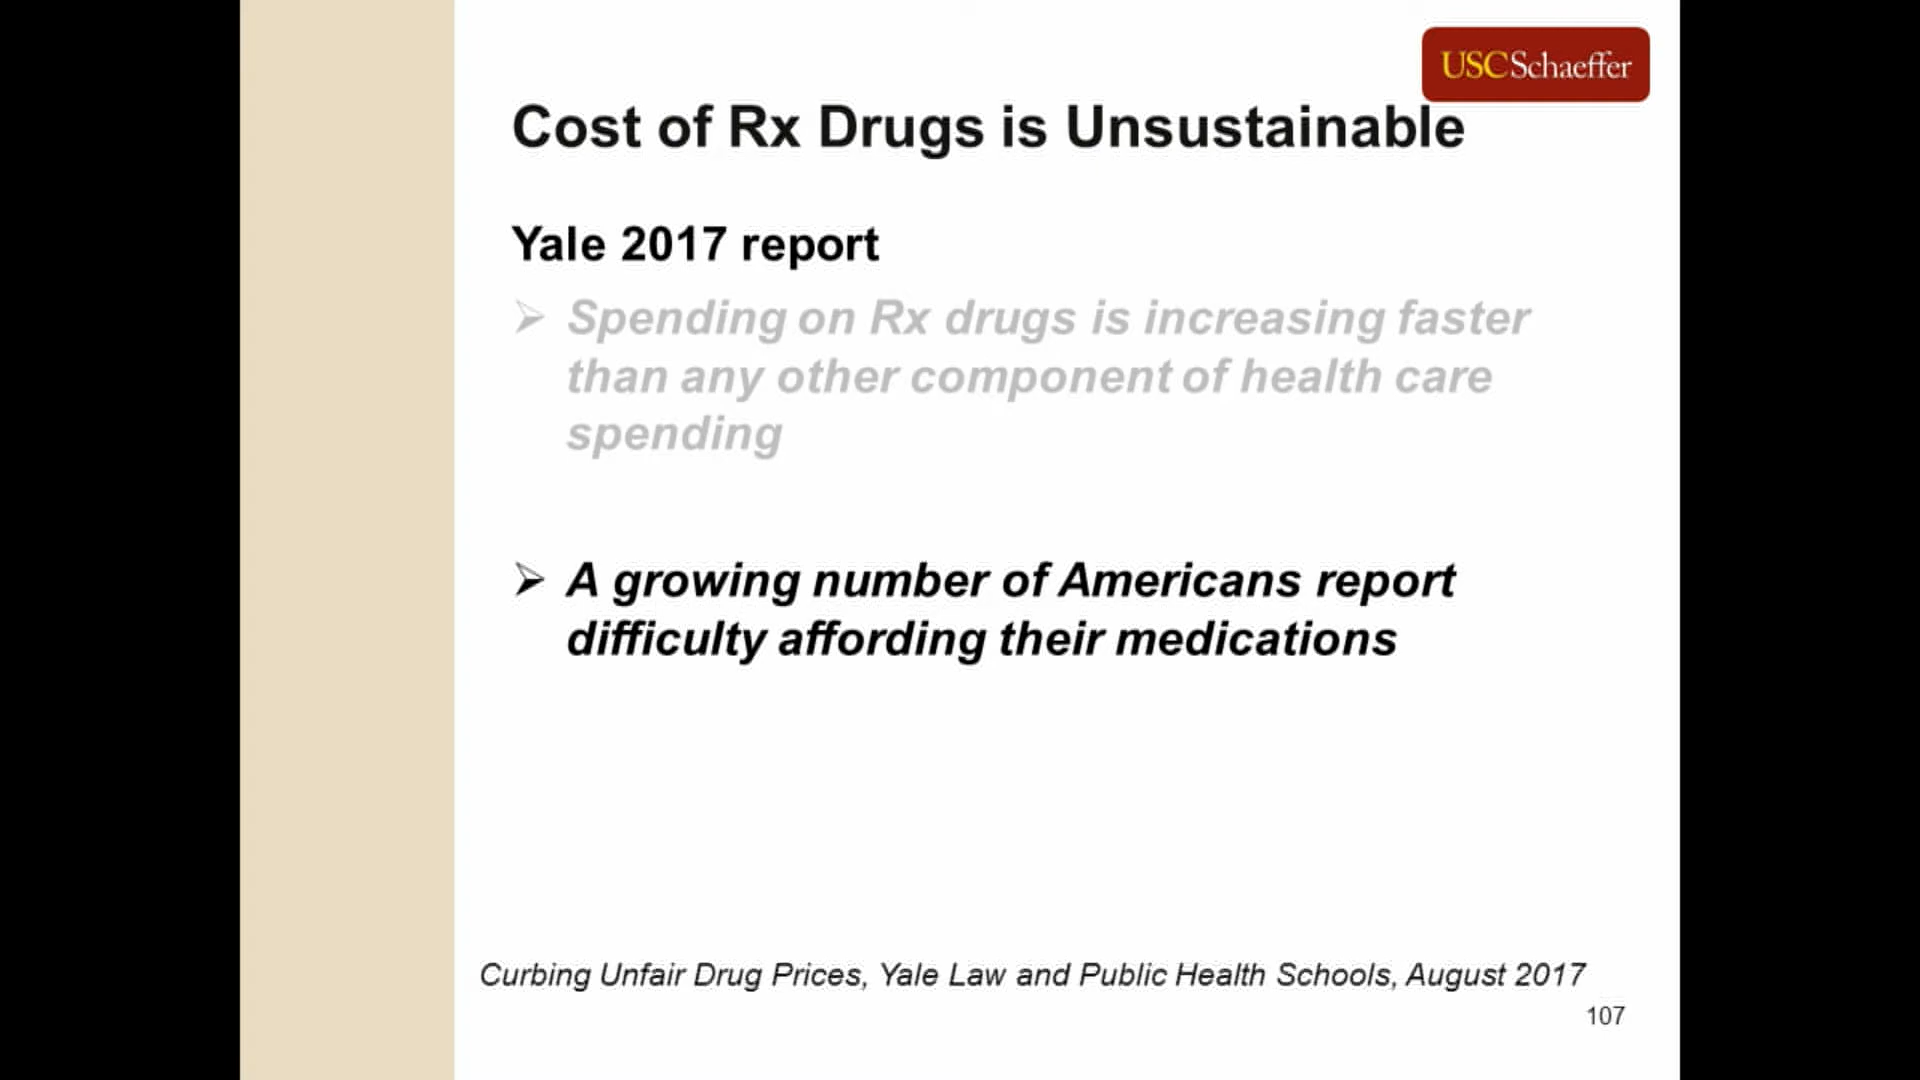 USCSchaeffer
Cost of Rx Drugs is Unsustainable
Yale 2017 report
Spending on Rx drugs is increasing faster
than any other component of health care
spending
A growing number of Americans report
difficulty affording their medications
Curbing Unfair Drug Prices, Yale Law and Public Health Schools, August 2017
107